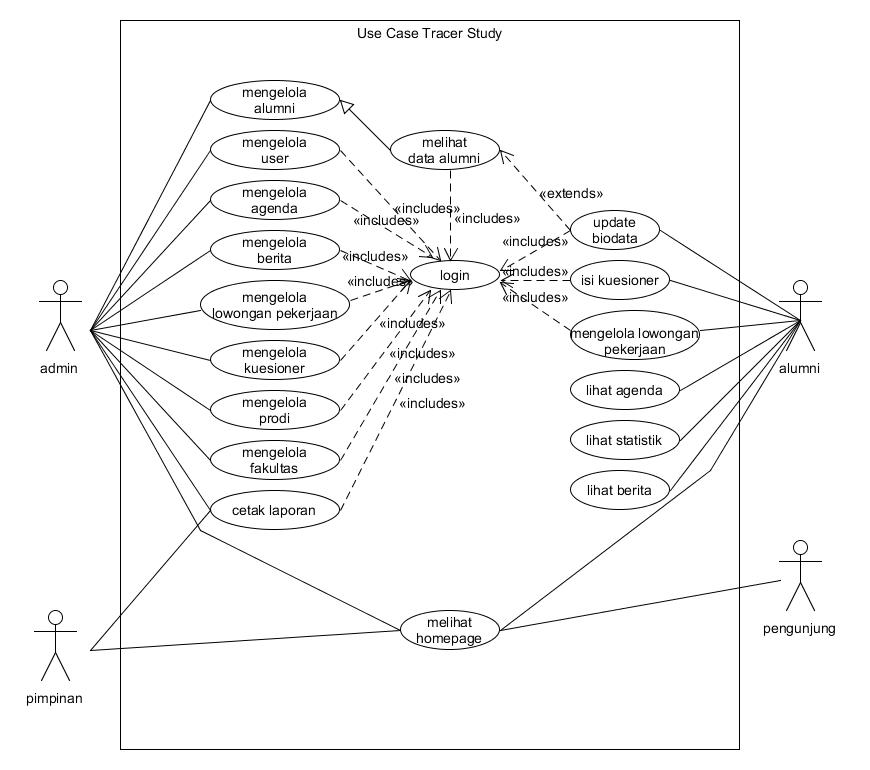 Use Case Tracer Study
mengelola
alumni
mengelola
user
melihat
data alumni
mengelola
agenda
«extends»
«includes»
«includes»
«includes»
update
biodata
mengelola
berita
«includes»
«includes»
login
«includes»
«includes»
isi kuesioner
mengelola
lowongan pekerjaan
«includes»
«includes»
mengelola lowongan
pekerjaan
mengelola
kuesioner
«includes»
admin
alumni
«includes»
lihat agenda
mengelola
prodi
«includes»
lihat statistik
mengelola
fakultas
lihat berita
cetak laporan
melihat
homepage
pengunjung
pimpinan